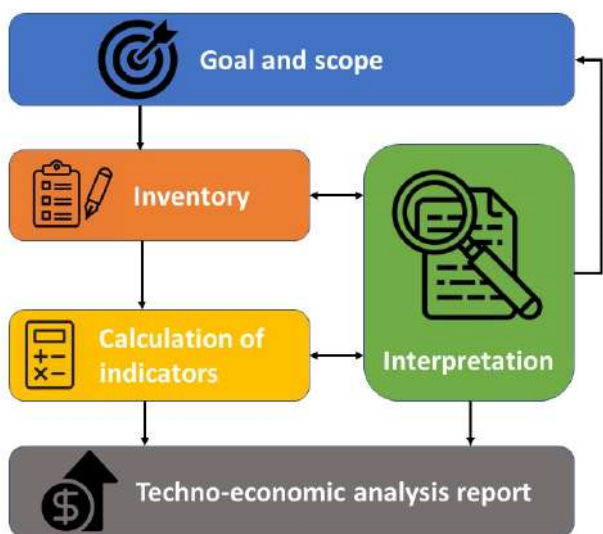 Goal and scope
Inventory
Calculation of
indicators
Interpretation
Techno-economic analysis report